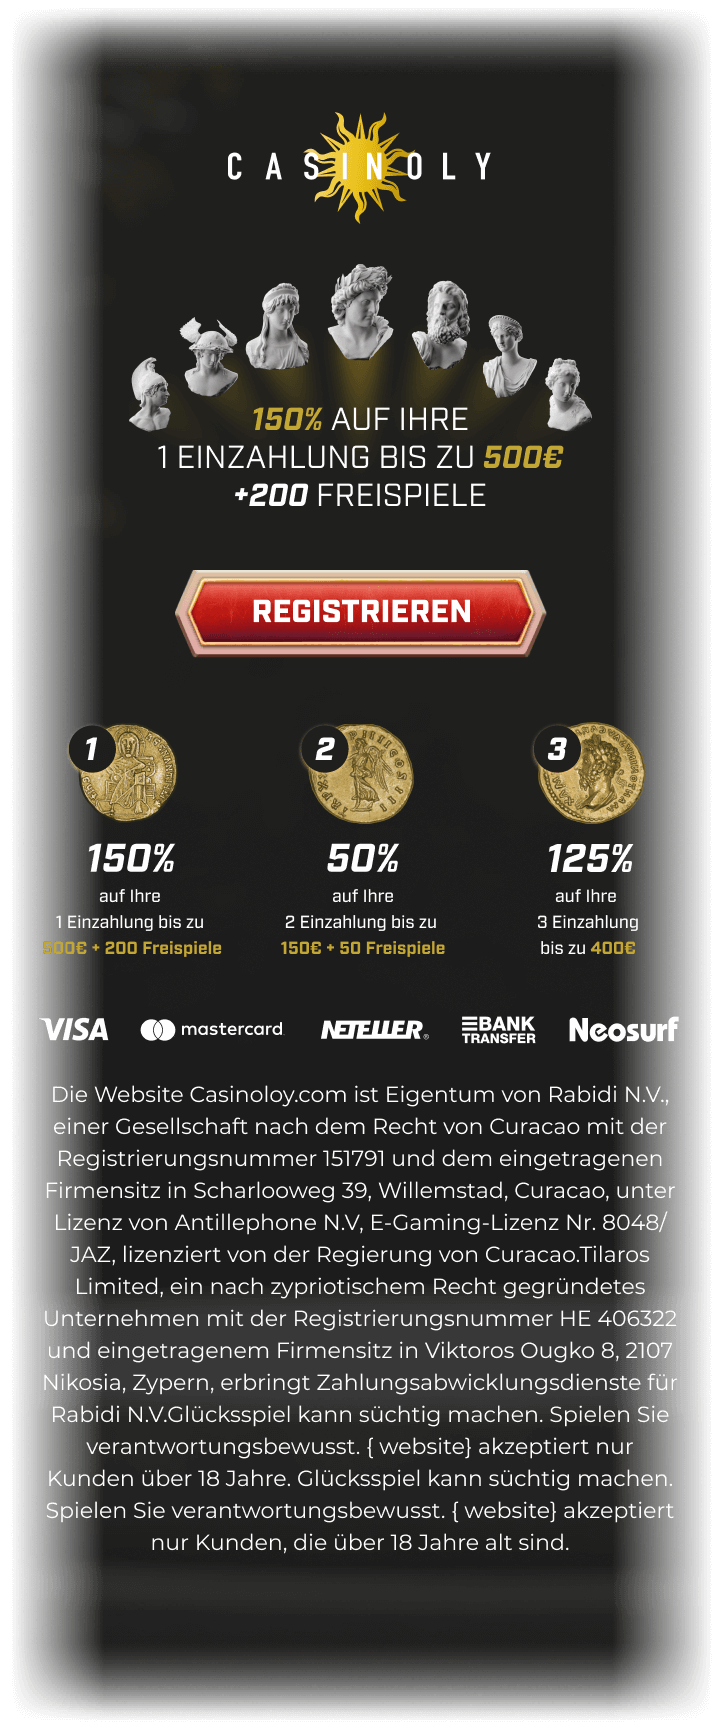 CASINOLY
150% AUF IHRE
1 EINZAHLUNG BIS ZU 500€
+200 FREISPIELE
REGISTRIEREN
1
150%
auf Ihre
1 Einzahlung bis zu
500€ + 200 Freispiele
2
50%
auf Ihre
2 Einzahlung bis zu
150€ + 50 Freispiele
3
125%
auf Ihre
3 Einzahlung
bis zu 400€
VISA mastercard NETELLER® BANK TRANSFER Neosurf
Die Website Casinoloy.com ist Eigentum von Rabidi N.V.,
einer Gesellschaft nach dem Recht von Curacao mit der
Registrierungsnummer 151791 und dem eingetragenen
Firmensitz in Scharlooweg 39, Willemstad, Curacao, unter
Lizenz von Antillephone N.V, E-Gaming-Lizenz Nr. 8048/
JAZ, lizenziert von der Regierung von Curacao.Tilaros
Limited, ein nach zypriotischem Recht gegründetes
Unternehmen mit der Registrierungsnummer HE 406322
und eingetragenem Firmensitz in Viktoros Ougko 8, 2107
Nikosia, Zypern, erbringt Zahlungsabwicklungsdienste für
Rabidi N.V.Glücksspiel kann süchtig machen. Spielen Sie
verantwortungsbewusst. { website} akzeptiert nur
Kunden über 18 Jahre. Glücksspiel kann süchtig machen.
Spielen Sie verantwortungsbewusst. { website} akzeptiert
nur Kunden, die über 18 Jahre alt sind.